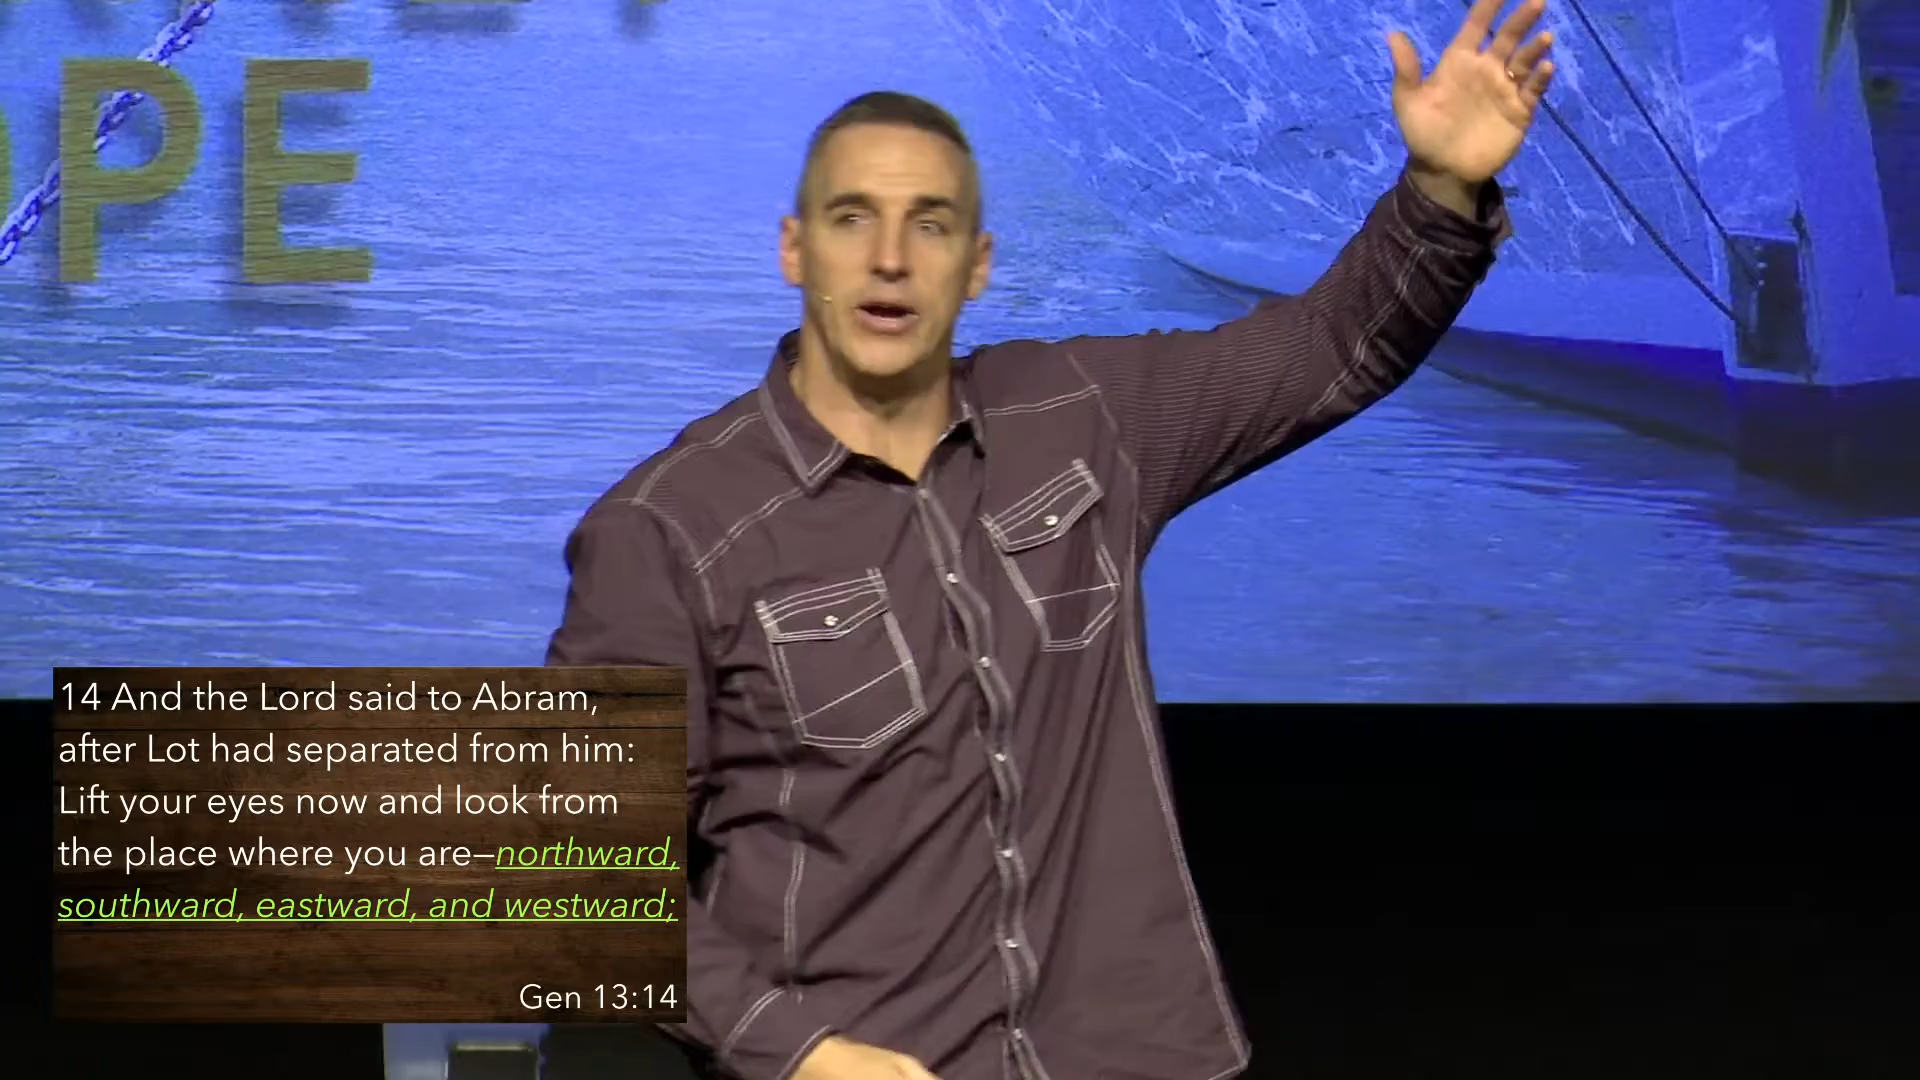 OPE
14 And the Lord said to Abram,
after Lot had separated from him:
Lift your eyes now and look from
the place where you are—northward,
southward, eastward, and westward;
Gen 13:14